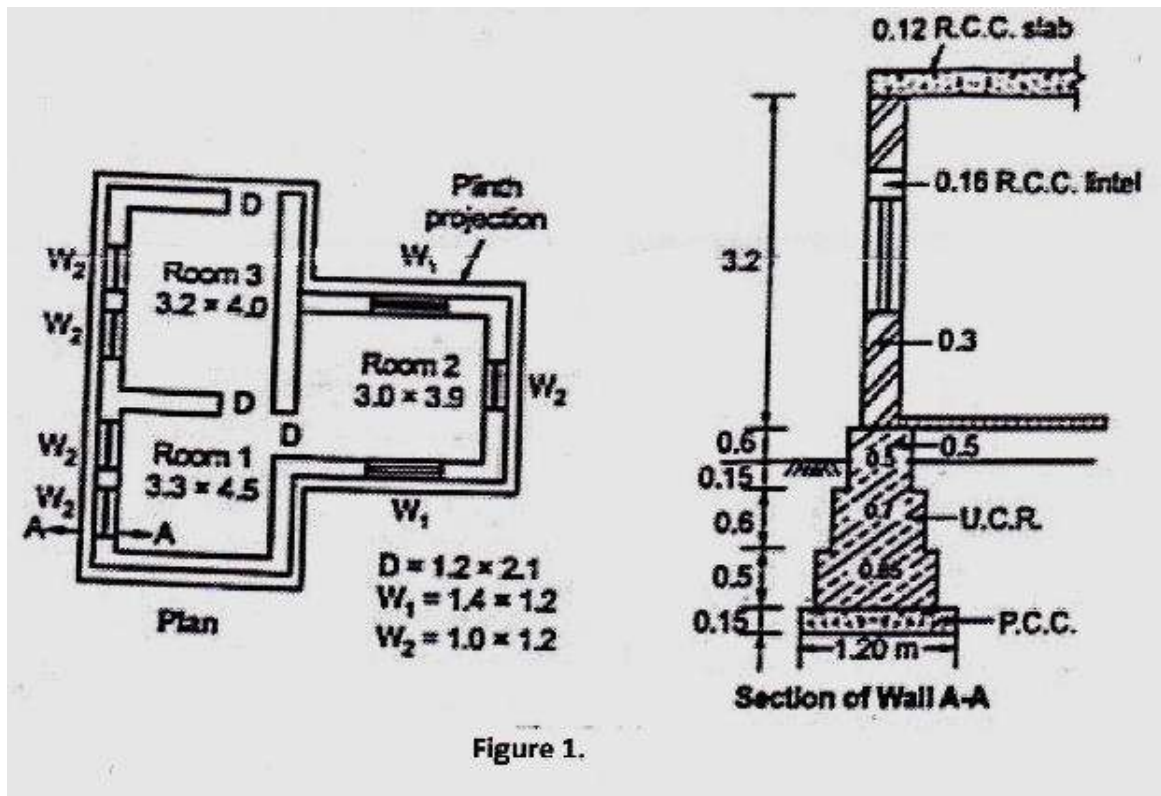 0.12 R.C.C. slab
Plinth
projection
W₁
D
W₂
Room 3
3.2 × 4.0
W₂
Room 2
3.0 × 3.9
W₂
D
D
W₂
Room 1
3.3 × 4.5
W₂
A
A
W₁
D = 1.2 × 2.1
W₁ = 1.4 × 1.2
W₂ = 1.0 × 1.2
Plan
0.16 R.C.C. lintel
3.2
0.3
0.6
0.5
0.5
0.15
0.7
0.6
U.C.R.
0.5
0.15
P.C.C.
1.20 m
Section of Wall A-A
Figure 1.